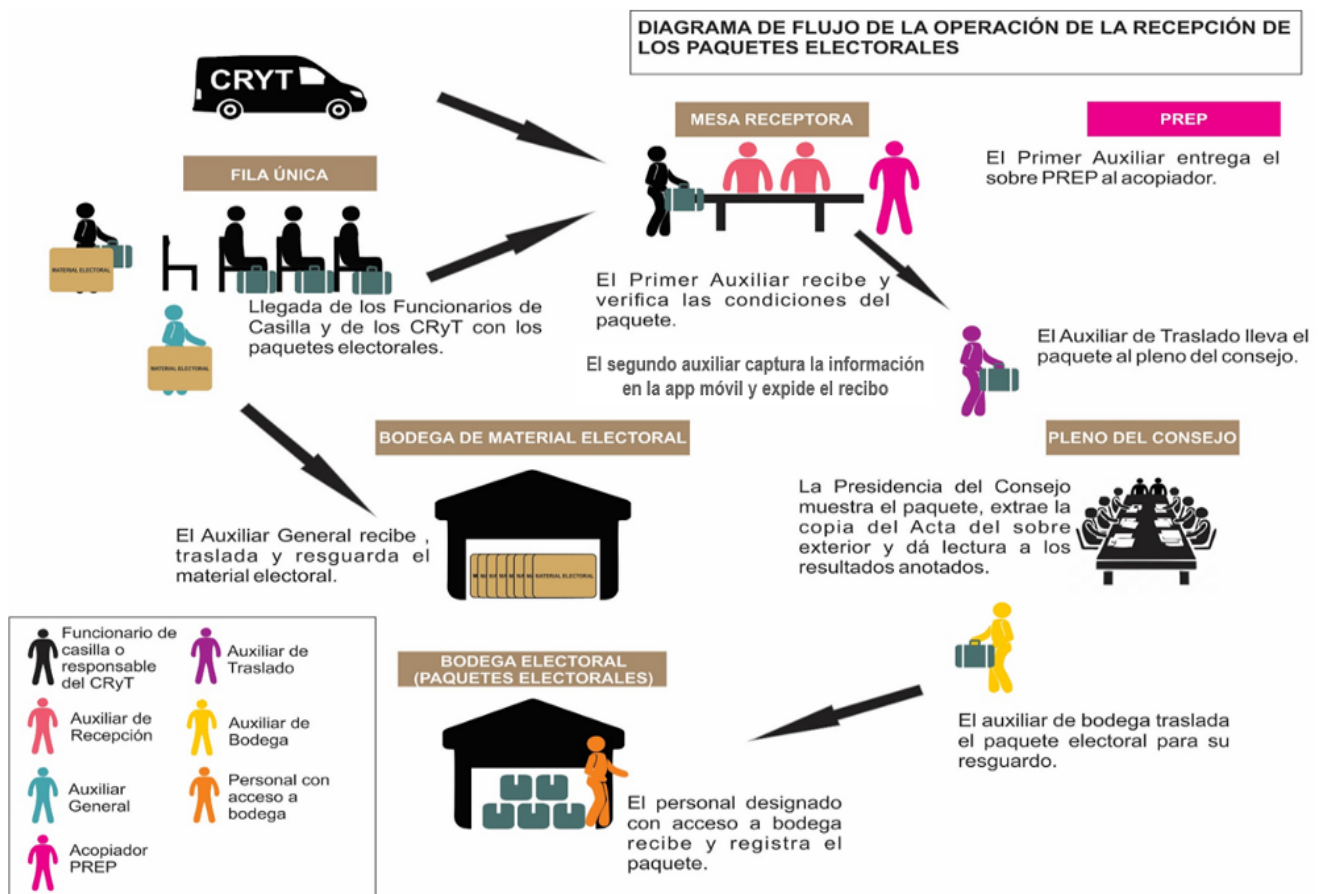 DIAGRAMA DE FLUJO DE LA OPERACIÓN DE LA RECEPCIÓN DE
LOS PAQUETES ELECTORALES
CRYT
MESA RECEPTORA
PREP
El Primer Auxiliar entrega el
sobre PREP al acopiador.
FILA ÚNICA
MATERIAL ELECTORAL
Llegada de los Funcionarios de
Casilla y de los CRyT con los
paquetes electorales.
MATERIAL ELECTORAL
El Primer Auxiliar recibe y
verifica las condiciones del
paquete.
El segundo auxiliar captura la información
en la app móvil y expide el recibo
El Auxiliar de Traslado lleva el
paquete al pleno del consejo.
BODEGA DE MATERIAL ELECTORAL
PLENO DEL CONSEJO
La Presidencia del Consejo
muestra el paquete, extrae la
copia del Acta del sobre
exterior y dá lectura a los
resultados anotados.
El Auxiliar General recibe ,
traslada y resguarda el
material electoral.
MATERIAL ELECTORAL
Funcionario de
casilla o
responsable
del CRyT
Auxiliar de
Traslado
Auxiliar de
Recepción
Auxiliar de
Bodega
Auxiliar
General
Personal con
acceso a
bodega
Acopiador
PREP
BODEGA ELECTORAL
(PAQUETES ELECTORALES)
El auxiliar de bodega traslada
el paquete electoral para su
resguardo.
El personal designado
con acceso a bodega
recibe y registra el
paquete.